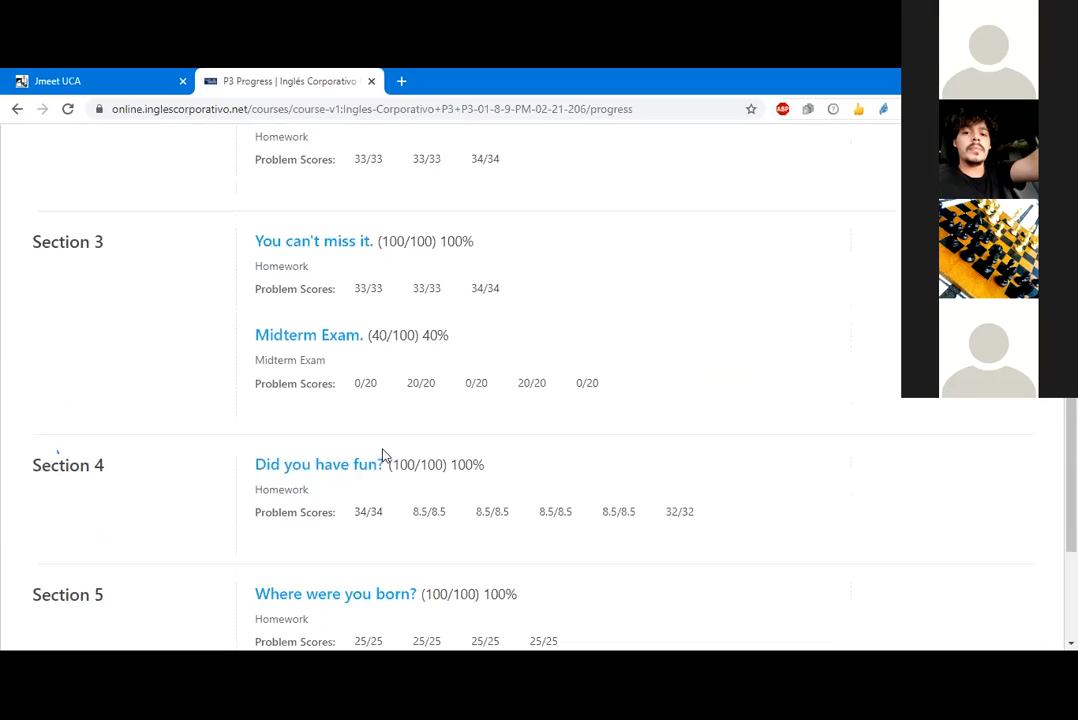 Jmeet UCA
P3 Progress | Inglés Corporativo
online.inglescorporativo.net/courses/course-v1:Ingles-Corporativo+P3+P3-01-8-9-PM-02-21-206/progress
ABP
Homework
Problem Scores: 33/33 33/33 34/34
Section 3
You can't miss it. (100/100) 100%
Homework
Problem Scores: 33/33 33/33 34/34
Midterm Exam. (40/100) 40%
Midterm Exam
Problem Scores: 0/20 20/20 0/20 20/20 0/20
Section 4
Did you have fun? (100/100) 100%
Homework
Problem Scores: 34/34 8.5/8.5 8.5/8.5 8.5/8.5 8.5/8.5 32/32
Section 5
Where were you born? (100/100) 100%
Homework
Problem Scores: 25/25 25/25 25/25 25/25